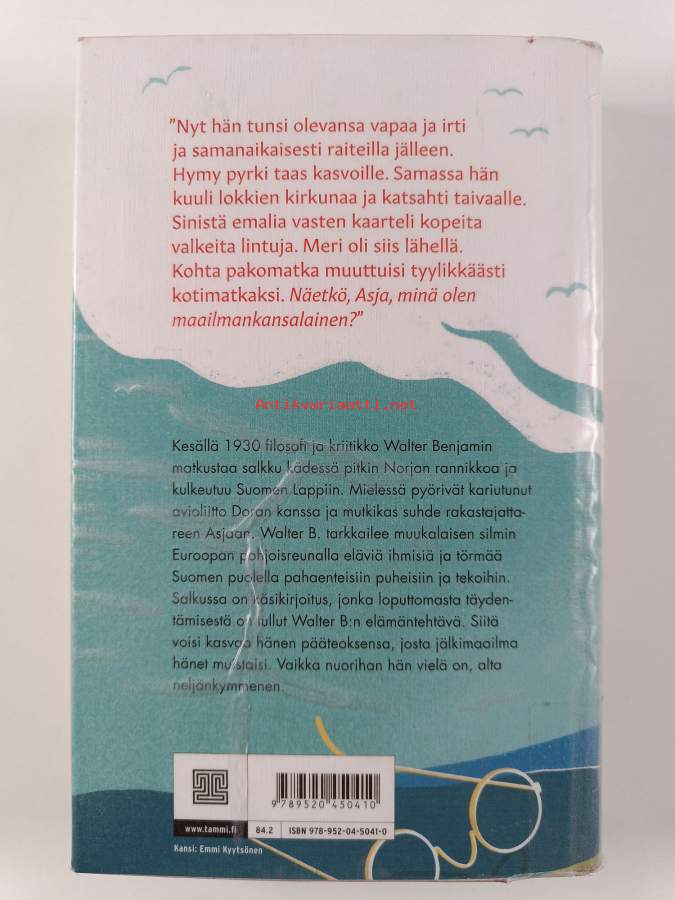 "Nyt hän tunsi olevansa vapaa ja irti
ja samanaikaisesti raiteilla jälleen.
Hymy pyrki taas kasvoille. Samassa hän
kuuli lokkien kirkunaa ja katsahti taivaalle.
Sinistä emalia vasten kaarteli kopeita
valkeita lintuja. Meri oli siis lähellä.
Kohta pakomatka muuttuisi tyylikkäästi
kotimatkaksi. Näetkö, Asja, minä olen
maailmankansalainen?"
Antikvariaatti.net
Kesällä 1930 filosofi ja kriitikko Walter Benjamin
matkustaa salkku kädessä pitkin Norjan rannikkoa ja
kulkeutuu Suomen Lappiin. Mielessä pyörivät kariutunut
avioliitto Doran kanssa ja mutkikas suhde rakastajatta-
reen Asjaan. Walter B. tarkkailee muukalaisen silmin
Euroopan pohjoisreunalla eläviä ihmisiä ja törmää
Suomen puolella pahaenteisiin puheisiin ja tekoihin.
Salkussa on käsikirjoitus, jonka loputtomasta täyden-
tämisestä on tullut Walter B:n elämäntehtävä. Siitä
voisi kasvaa hänen pääteoksensa, josta jälkimaailma
hänet muistaisi. Vaikka nuorihan hän vielä on, alta
neljänkymmenen.
9 789520 450410
www.tammi.fi 84.2 ISBN 978-952-04-5041-0
Kansi: Emmi Kyytsönen